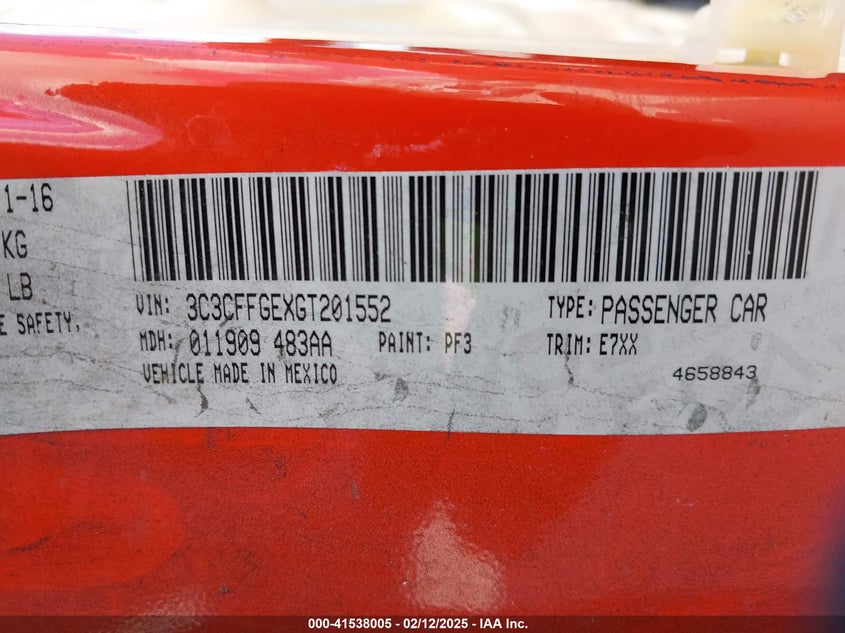 1-16
KG
LB
E SAFETY,
VIN: 3C3CFFGEXGT201552 TYPE: PASSENGER CAR
MDH: 011909 483AA PAINT: PF3 TRIM: E7XX
VEHICLE MADE IN MEXICO 4658843
000-41538005 - 02/12/2025 - IAA Inc.